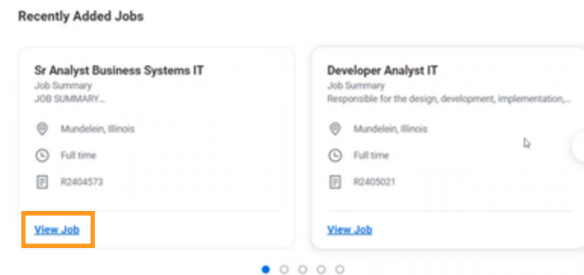 Recently Added Jobs
Sr Analyst Business Systems IT
Job Summary
JOB SUMMARY...
Mundelein, Illinois
Full time
R2404573
View Job
Developer Analyst IT
Job Summary
Responsible for the design, development, implementation,...
Mundelein, Illinois
Full time
R2405021
View Job